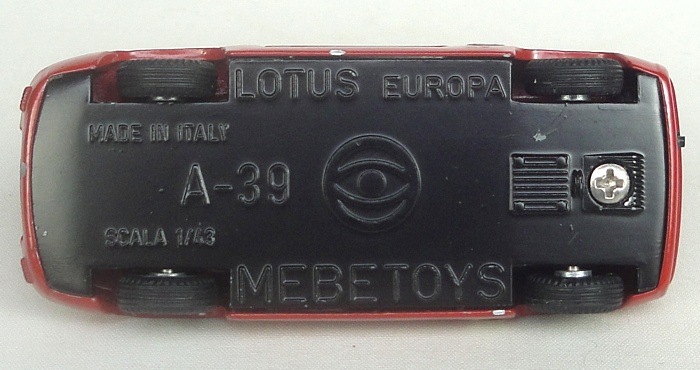 LOTUS EUROPA
MADE IN ITALY
A-39
SCALA 1/43
MEBETOYS